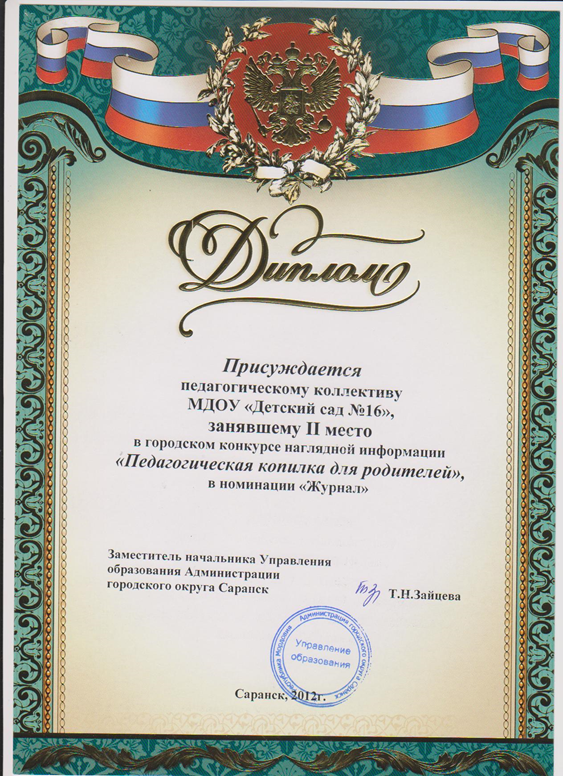 Диплом
Присуждается
педагогическому коллективу
МДОУ «Детский сад №16»,
занявшему II место
в городском конкурсе наглядной информации
«Педагогическая копилка для родителей»,
в номинации «Журнал»
Заместитель начальника Управления
образования Администрации
городского округа Саранск
Т.Н.Зайцева
Администрация городского округа Саранск
Республика Мордовия
Управление
образования
Саранск, 2012г.